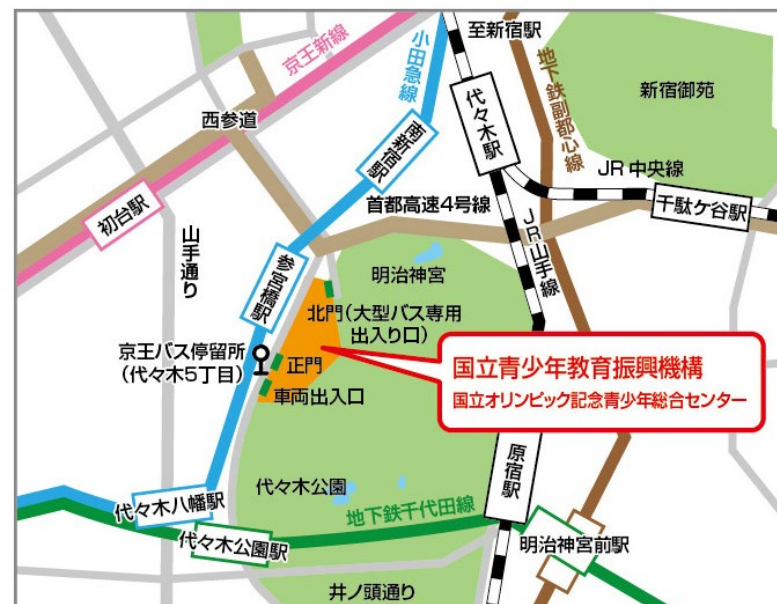 至新宿駅
京王新線
小田急線
地下鉄副都心線
新宿御苑
代々木駅
西参道
南新宿駅
JR中央線
千駄ケ谷駅
首都高速4号線
初台駅
山手通り
JR山手線
参宮橋駅
明治神宮
北門(大型バス専用
出入り口)
京王バス停留所
(代々木5丁目)
正門
車両出入口
国立青少年教育振興機構
国立オリンピック記念青少年総合センター
原宿駅
代々木公園
代々木八幡駅
地下鉄千代田線
代々木公園駅
明治神宮前駅
井ノ頭通り